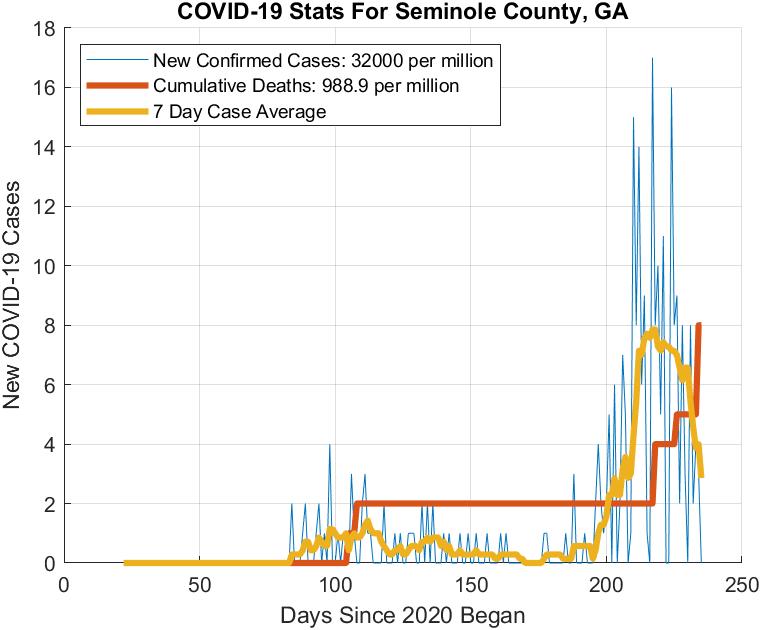 COVID-19 Stats For Seminole County, GA
New Confirmed Cases: 32000 per million
Cumulative Deaths: 988.9 per million
7 Day Case Average
New COVID-19 Cases
18
16
14
12
10
8
6
4
2
0
0 50 100 150 200 250
Days Since 2020 Began